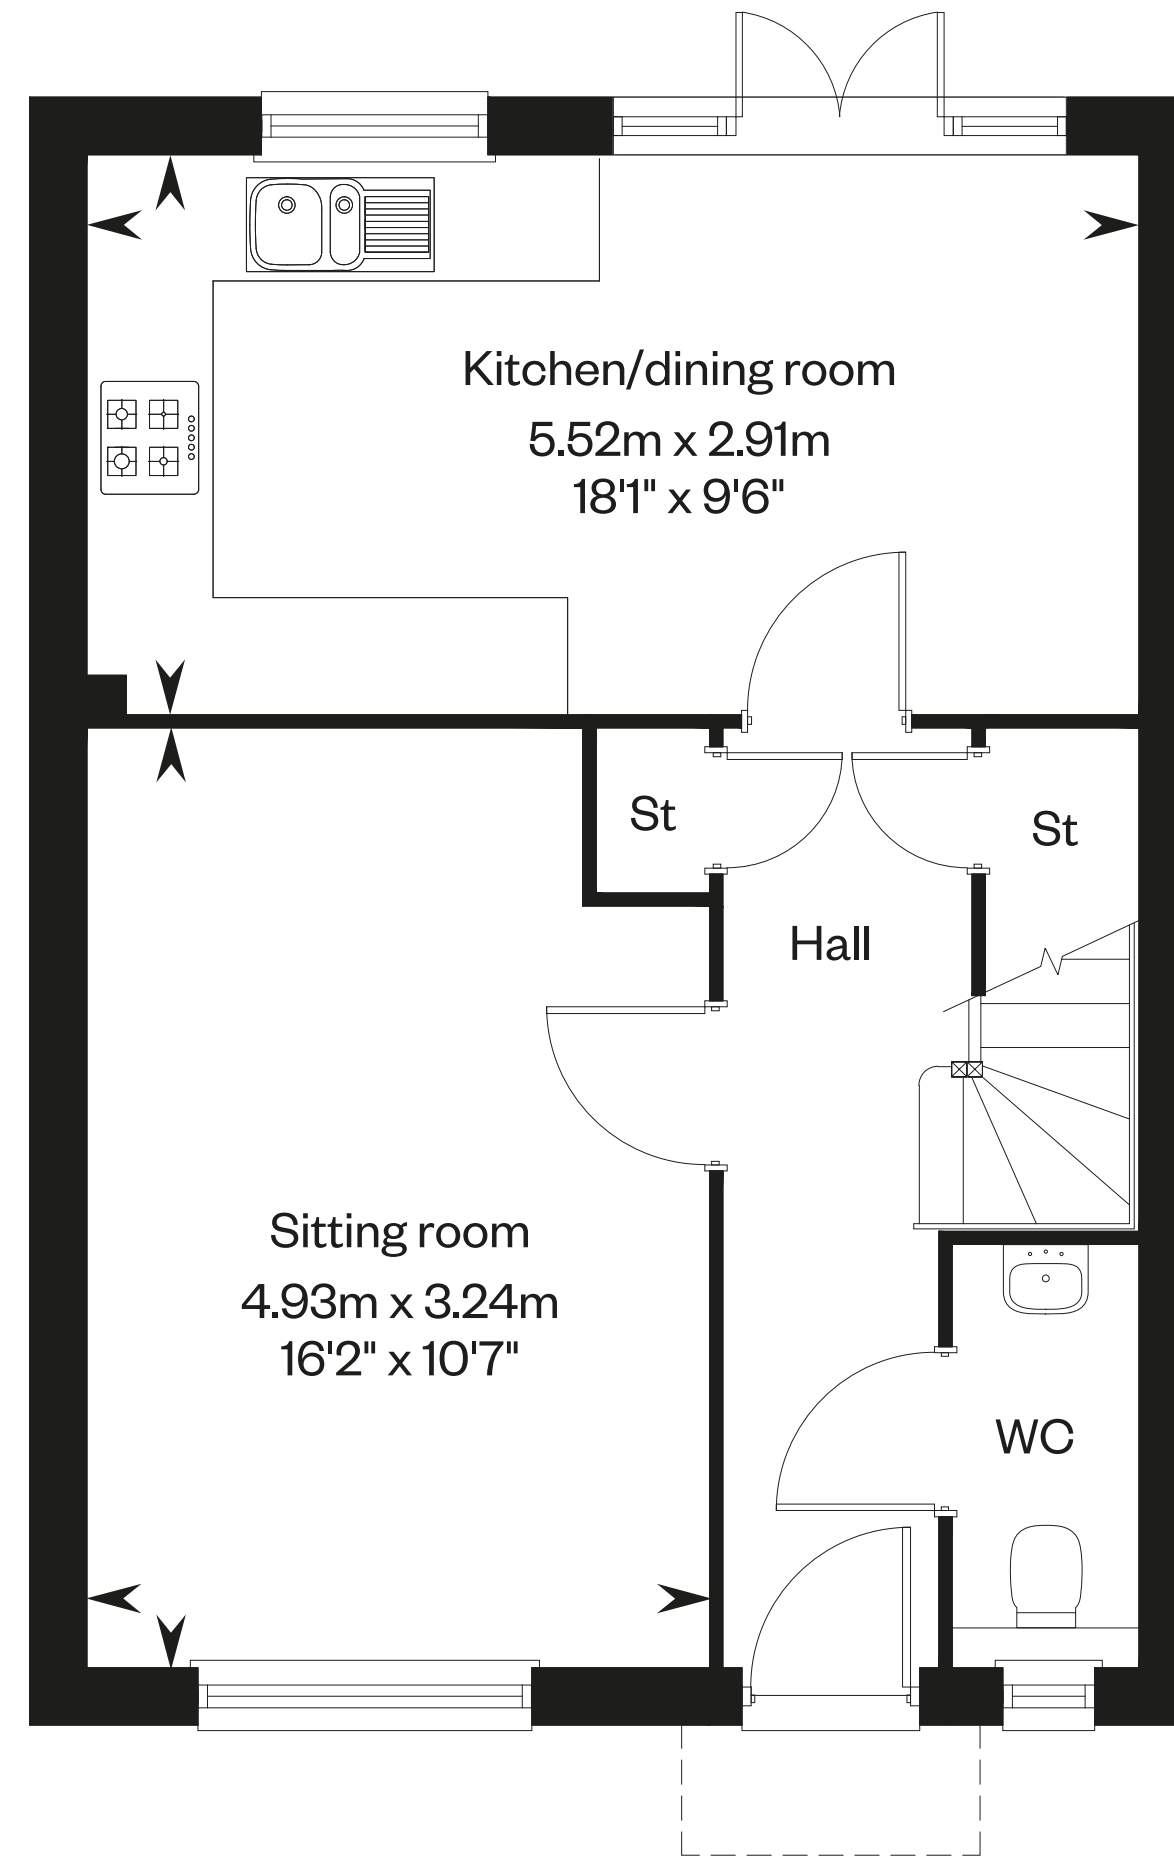 Kitchen/dining room
5.52m x 2.91m
18'1" x 9'6"
St
St
Hall
Sitting room
4.93m x 3.24m
16'2" x 10'7"
WC